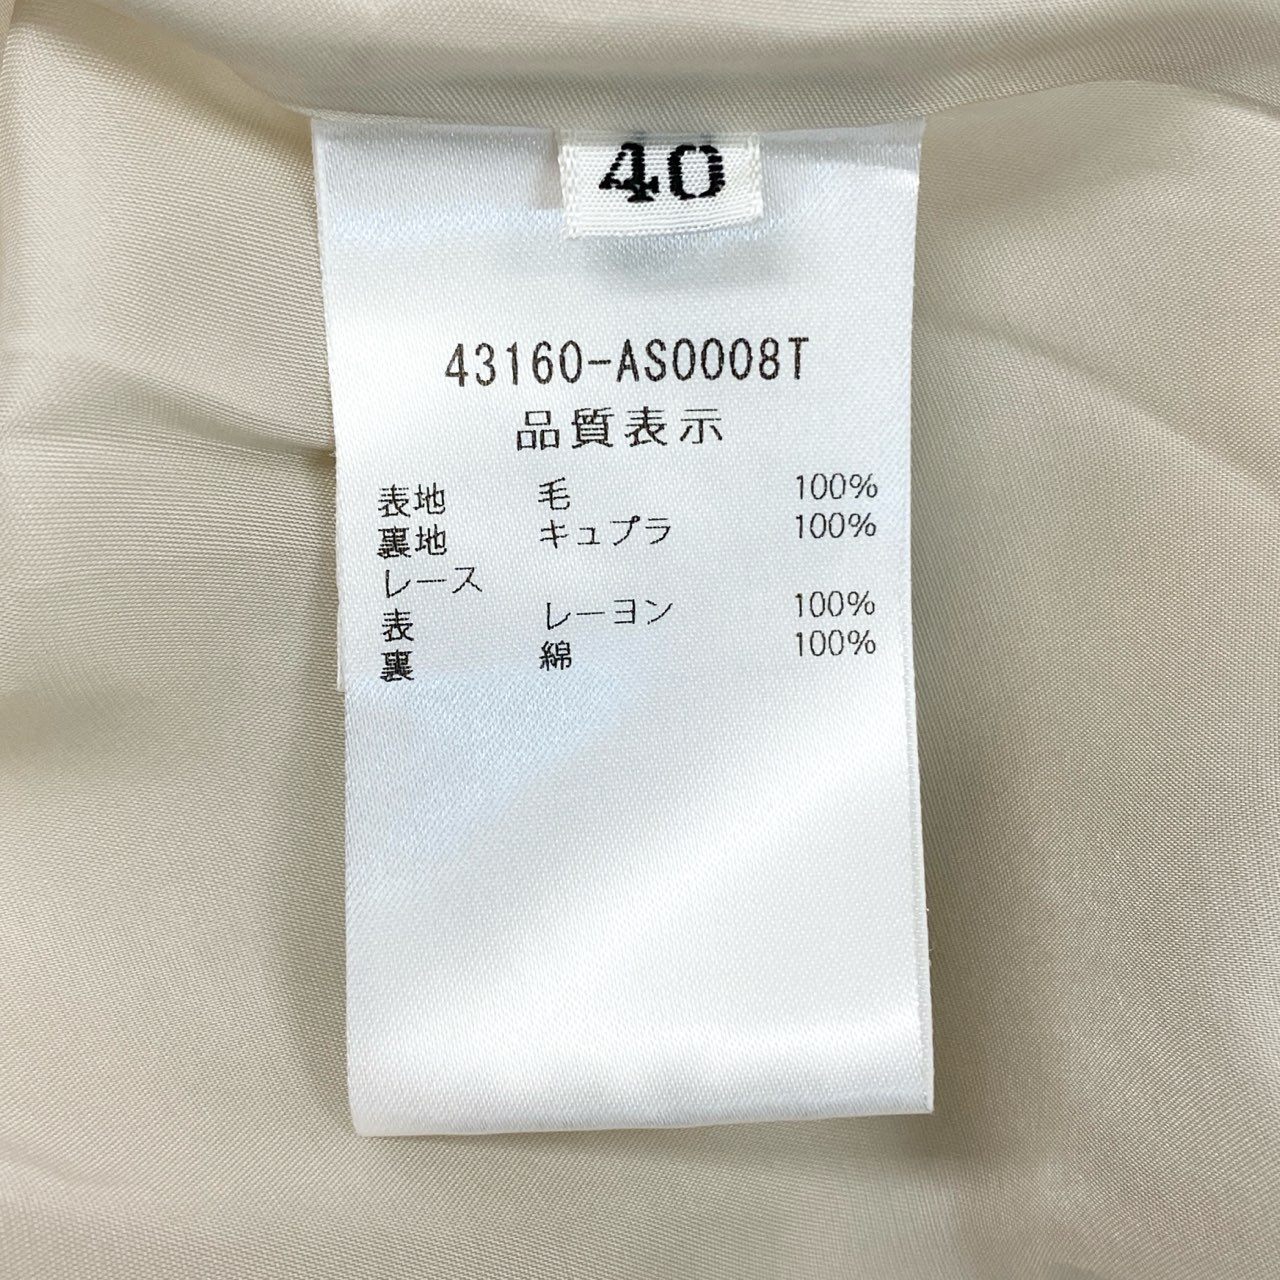 40
43160-AS0008T
品質表示
表地 毛 100%
裏地 キュプラ 100%
レース
表 レーヨン 100%
裏 綿 100%